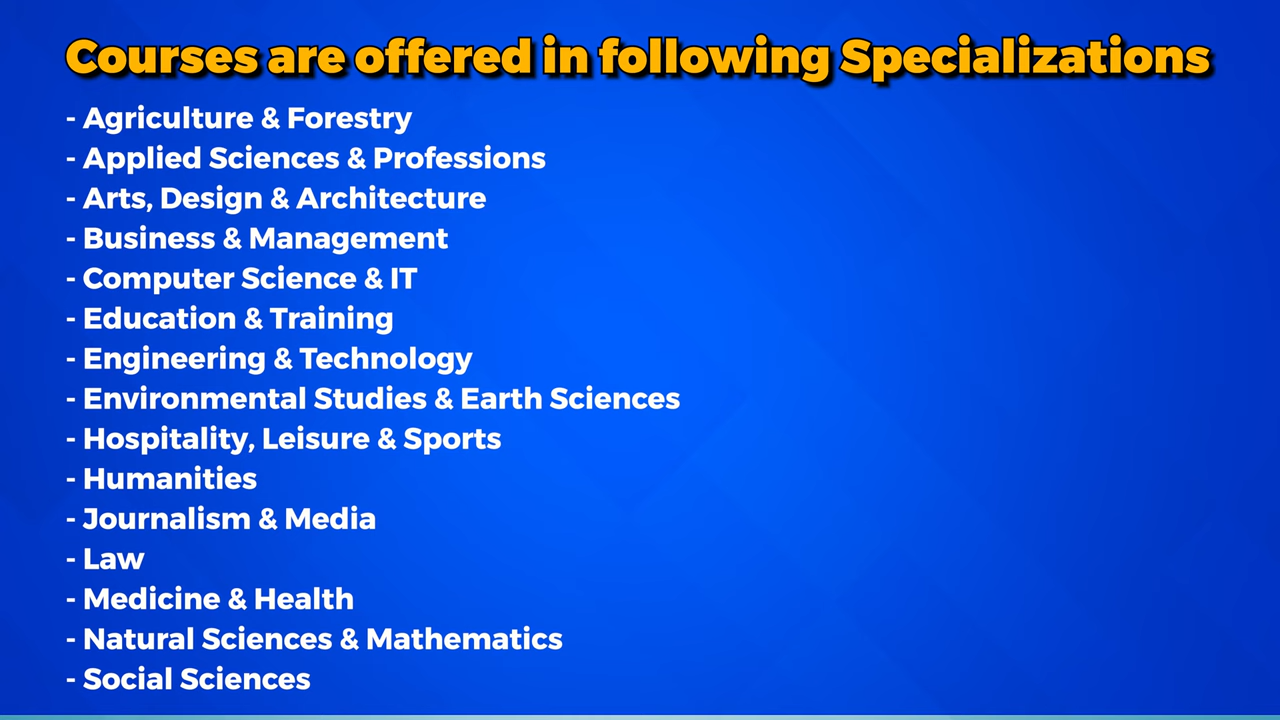 Courses are offered in following Specializations
- Agriculture & Forestry
- Applied Sciences & Professions
- Arts, Design & Architecture
- Business & Management
- Computer Science & IT
- Education & Training
- Engineering & Technology
- Environmental Studies & Earth Sciences
- Hospitality, Leisure & Sports
- Humanities
- Journalism & Media
- Law
- Medicine & Health
- Natural Sciences & Mathematics
- Social Sciences